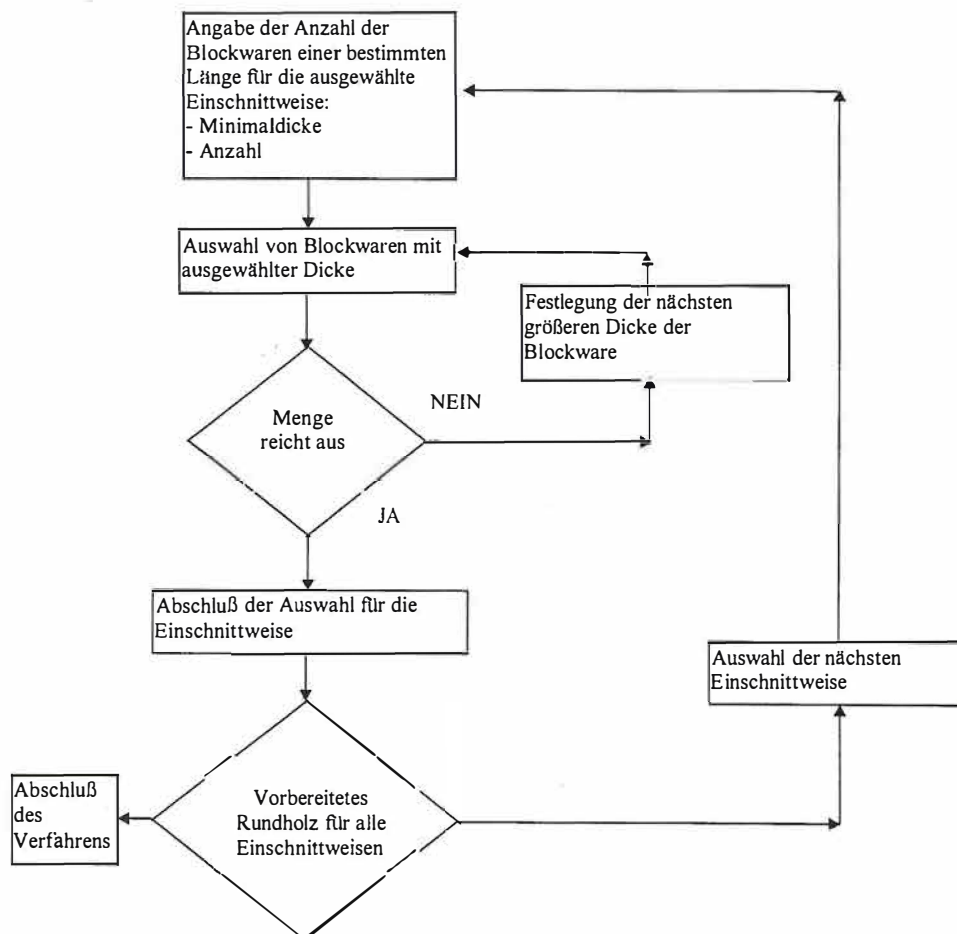 Angabe der Anzahl der
Blockwaren einer bestimmten
Länge für die ausgewählte
Einschnittweise:
- Minimaldicke
- Anzahl
Auswahl von Blockwaren mit
ausgewählter Dicke
Festlegung der nächsten
größeren Dicke der
Blockware
NEIN
Menge
reicht aus
JA
Abschluß der Auswahl für die
Einschnittweise
Auswahl der nächsten
Einschnittweise
Abschluß
des
Verfahrens
Vorbereitetes
Rundholz für alle
Einschnittweisen